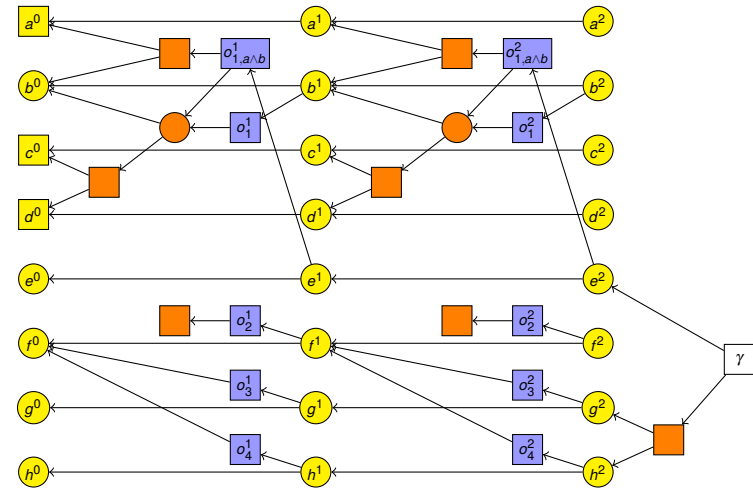 a⁰ a¹ a²
o¹₁,ₐ∧b o²₁,ₐ∧b
b⁰ b¹ b²
o¹₁ o²₁
c⁰ c¹ c²
d⁰ d¹ d²
e⁰ e¹ e²
o¹₂ o²₂
f⁰ f¹ f²
γ
o¹₃ o²₃
g⁰ g¹ g²
o¹₄ o²₄
h⁰ h¹ h²